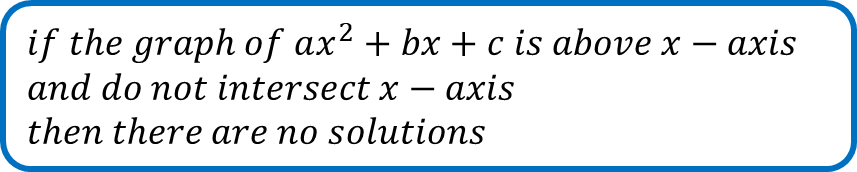 if the graph of ax² + bx + c is above x − axis
and do not intersect x − axis
then there are no solutions